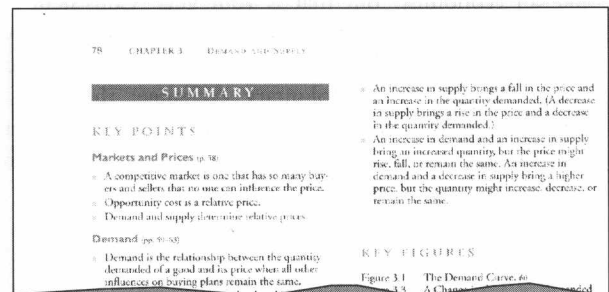 78 CHAPTER 3 DEMAND AND SUPPLY
SUMMARY
KEY POINTS
Markets and Prices (p. 58)
A competitive market is one that has so many buy-
ers and sellers that no one can influence the price.
Opportunity cost is a relative price.
Demand and supply determine relative prices.
Demand (pp. 59–63)
Demand is the relationship between the quantity
demanded of a good and its price when all other
influences on buying plans remain the same.
An increase in supply brings a fall in the price and
an increase in the quantity demanded. (A decrease
in supply brings a rise in the price and a decrease
in the quantity demanded.)
An increase in demand and an increase in supply
bring an increased quantity, but the price might
rise, fall, or remain the same. An increase in
demand and a decrease in supply bring a higher
price, but the quantity might increase, decrease, or
remain the same.
KEY FIGURES
Figure 3.1 The Demand Curve, 60
3.3 A Change